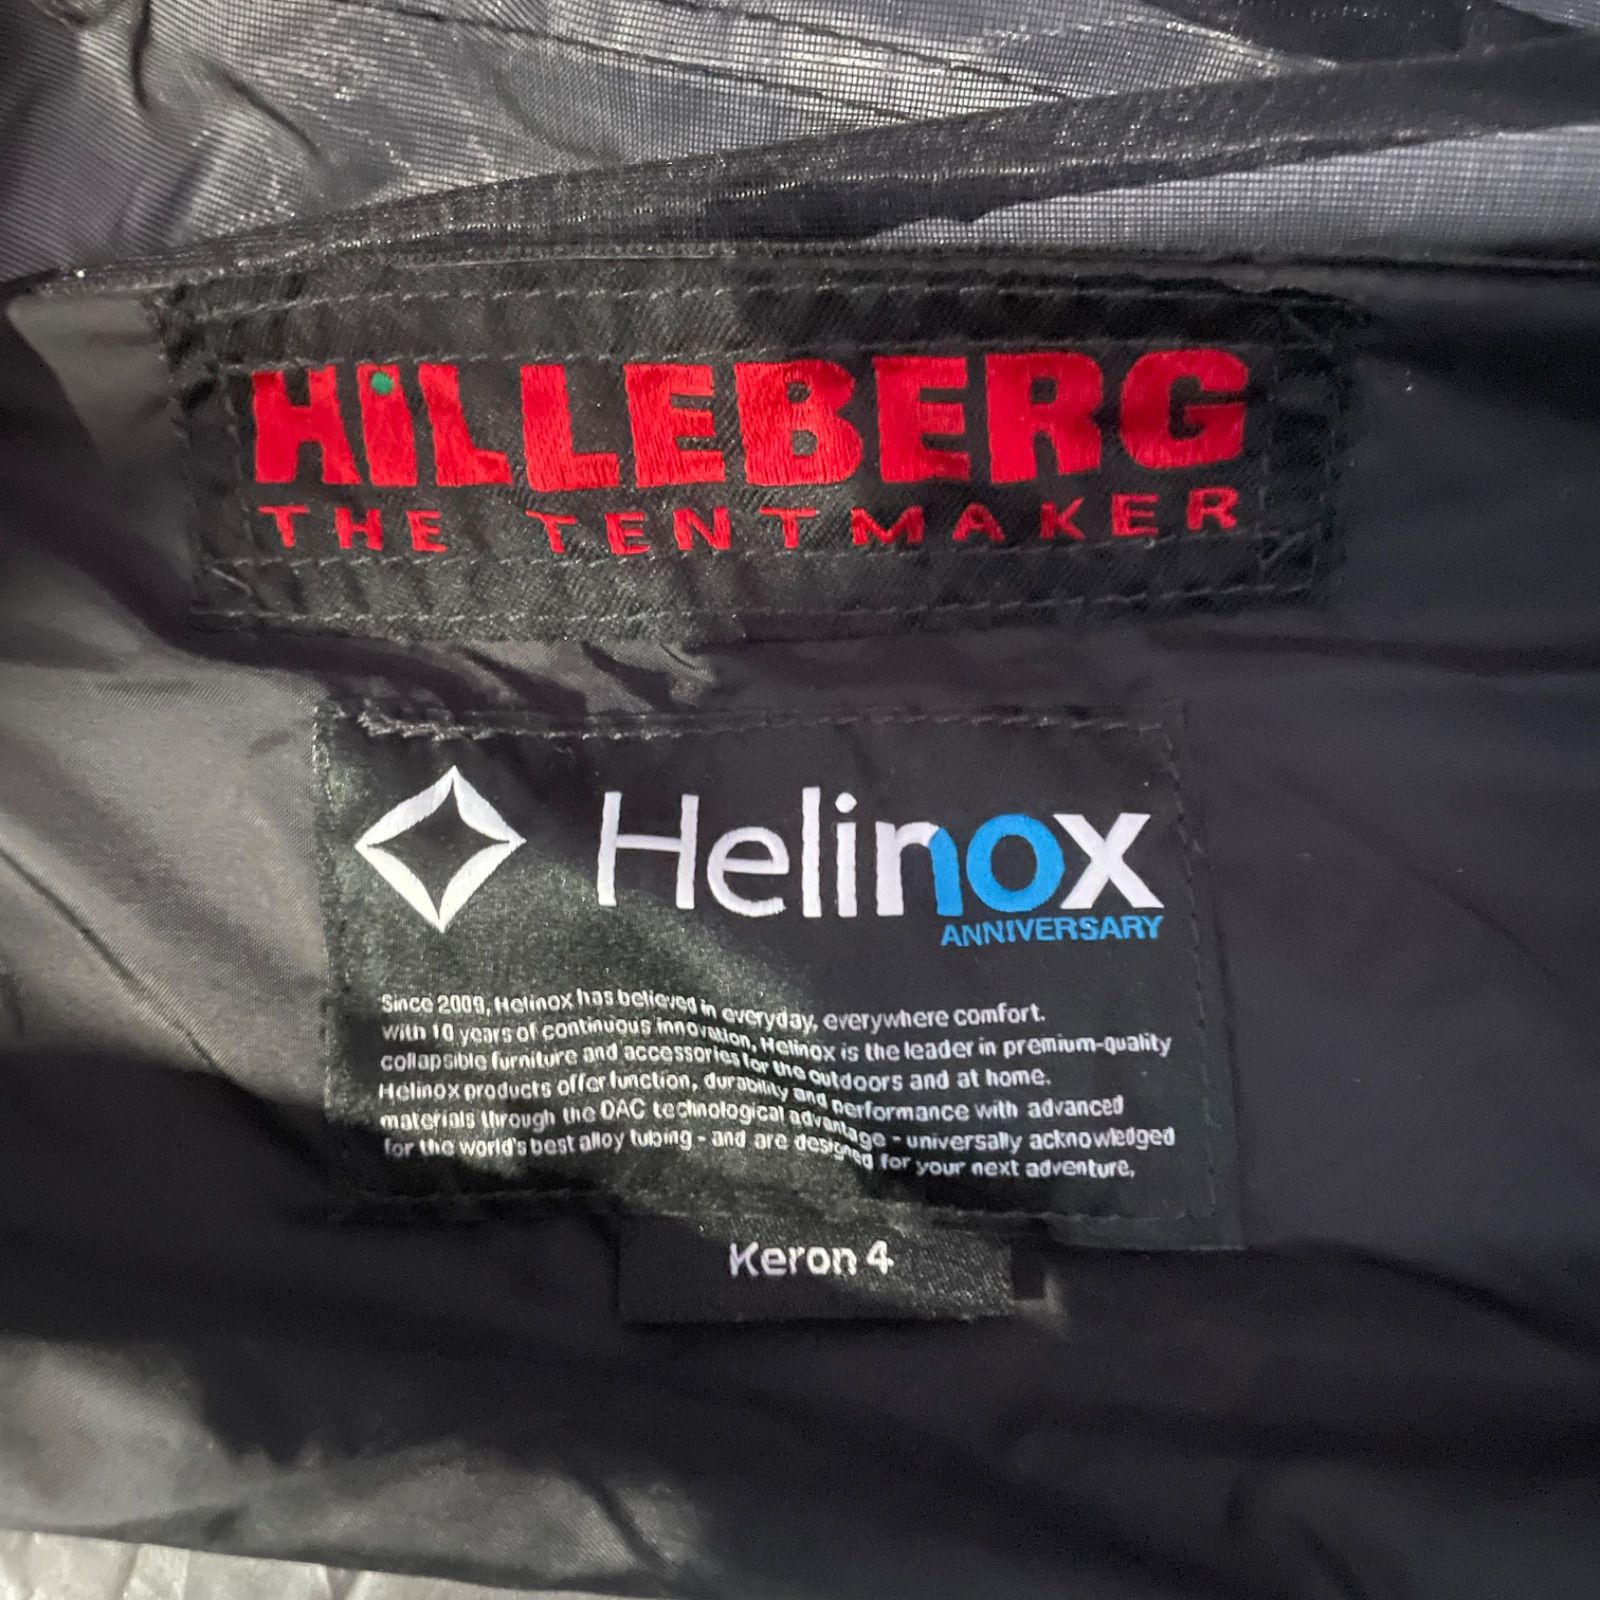 HILLEBERG
THE TENTMAKER
Helinox
ANNIVERSARY
Since 2009, Helinox has believed in everyday, everywhere comfort.
with 10 years of continuous innovation, Helinox is the leader in premium-quality
collapsible furniture and accessories for the outdoors and at home.
Helinox products offer function, durability and performance with advanced
materials through the DAC technological advantage - universally acknowledged
for the world's best alloy tubing - and are designed for your next adventure.
Keron 4